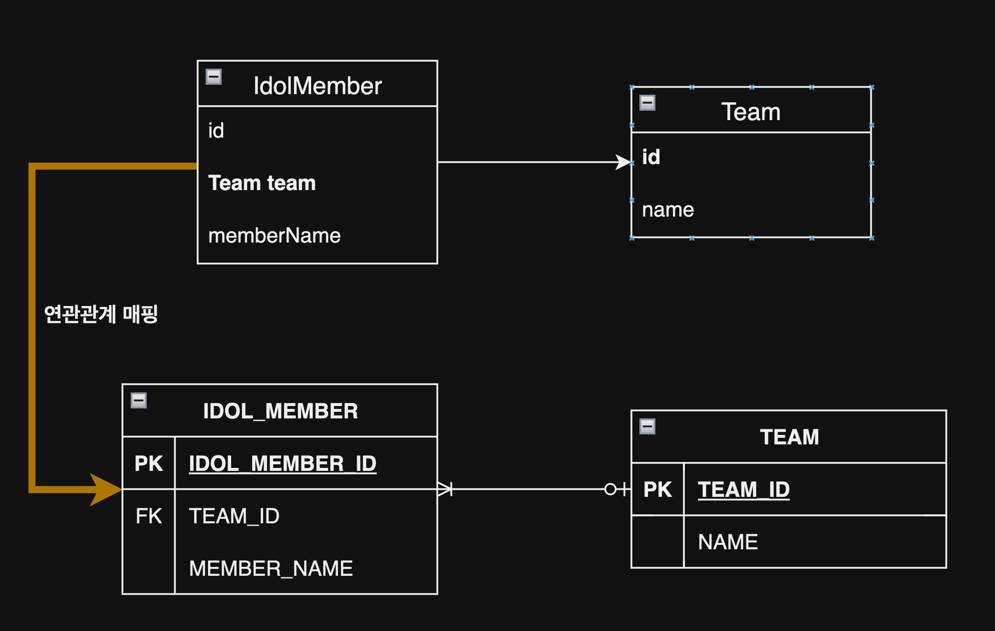 IdolMember
id
Team team
memberName
Team
id
name
연관관계 매핑
IDOL_MEMBER
PK IDOL_MEMBER_ID
FK TEAM_ID
MEMBER_NAME
TEAM
PK TEAM_ID
NAME